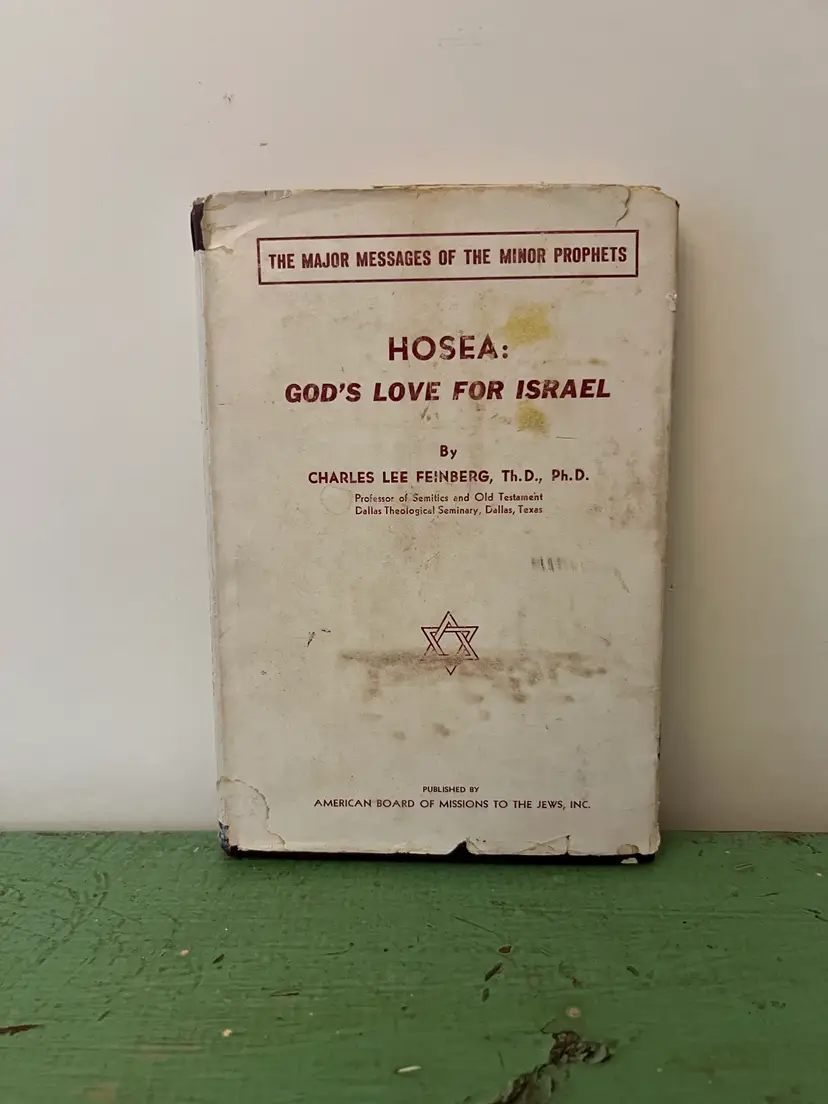 THE MAJOR MESSAGES OF THE MINOR PROPHETS
HOSEA:
GOD'S LOVE FOR ISRAEL
By
CHARLES LEE FEINBERG, Th.D., Ph.D.
Professor of Semitics and Old Testament
Dallas Theological Seminary, Dallas, Texas
PUBLISHED BY
AMERICAN BOARD OF MISSIONS TO THE JEWS, INC.